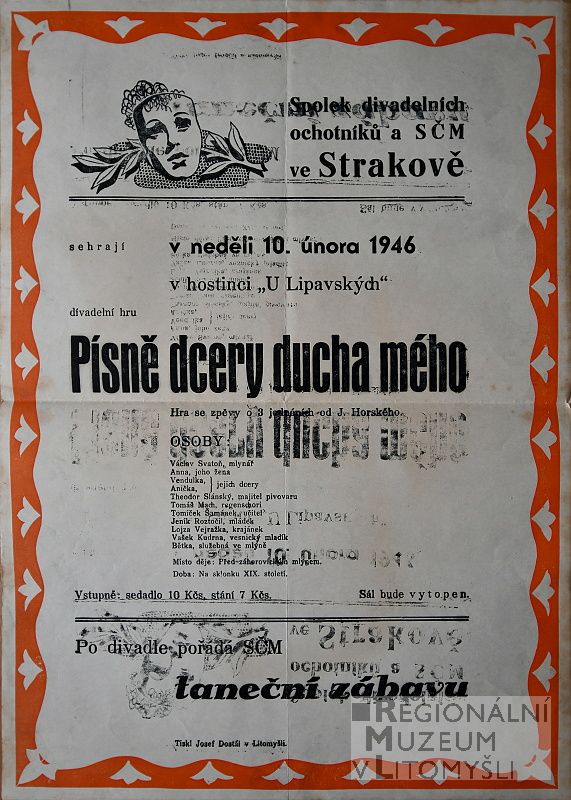 Spolek divadelních
ochotníků a SČM
ve Strakově
sehrají
v neděli 10. února 1946
v hostinci „U Lipavských“
divadelní hru
Písně dcery ducha mého
Hra se zpěvy o 3 jednáních od J. Horského.
OSOBY:
Václav Svatoň, mlynář
Anna, jeho žena
Vendulka,
Anička, } jejich dcery
Theodor Slánský, majitel pivovaru
Tomáš Mach, regenschori
Tomíček Šamánek, učitel
Jeník Roztočil, mládek
Lojza Vejražka, krajánek
Vašek Kudrna, vesnický mladík
Bětka, služebná ve mlýně
Místo děje: Před mlýnem.
Doba: Na sklonku XIX. století.
Vstupné: sedadlo 10 Kčs, stání 7 Kčs.
Sál bude vytopen.
Po divadle pořádá SČM
taneční zábavu
Tiskl Josef Dostál v Litomyšli.
REGIONÁLNÍ
MUZEUM
V LITOMYŠLI